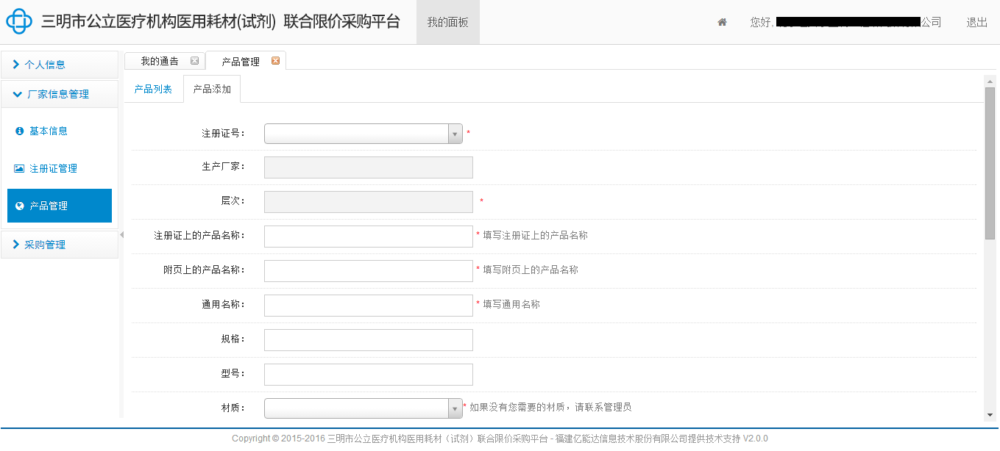 三明市公立医疗机构医用耗材(试剂) 联合限价采购平台 我的面板 您好, 公司 退出
个人信息
厂家信息管理
基本信息
注册证管理
产品管理
采购管理
我的通告 产品管理
产品列表 产品添加
注册证号： *
生产厂家：
层次： *
注册证上的产品名称： * 填写注册证上的产品名称
附页上的产品名称： * 填写附页上的产品名称
通用名称： * 填写通用名称
规格：
型号：
材质： * 如果没有您需要的材质，请联系管理员
Copyright © 2015-2016 三明市公立医疗机构医用耗材（试剂）联合限价采购平台 - 福建亿能达信息技术股份有限公司提供技术支持 V2.0.0